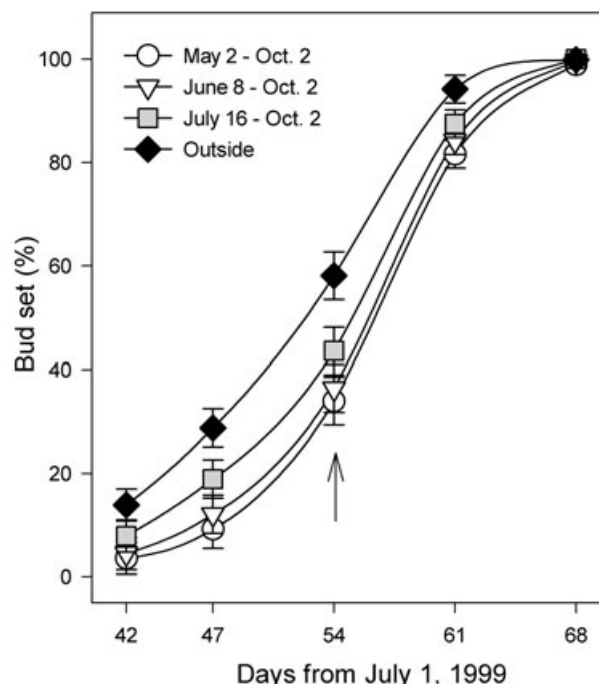 100
80
60
40
20
0
Bud set (%)
May 2 - Oct. 2
June 8 - Oct. 2
July 16 - Oct. 2
Outside
42 47 54 61 68
Days from July 1, 1999